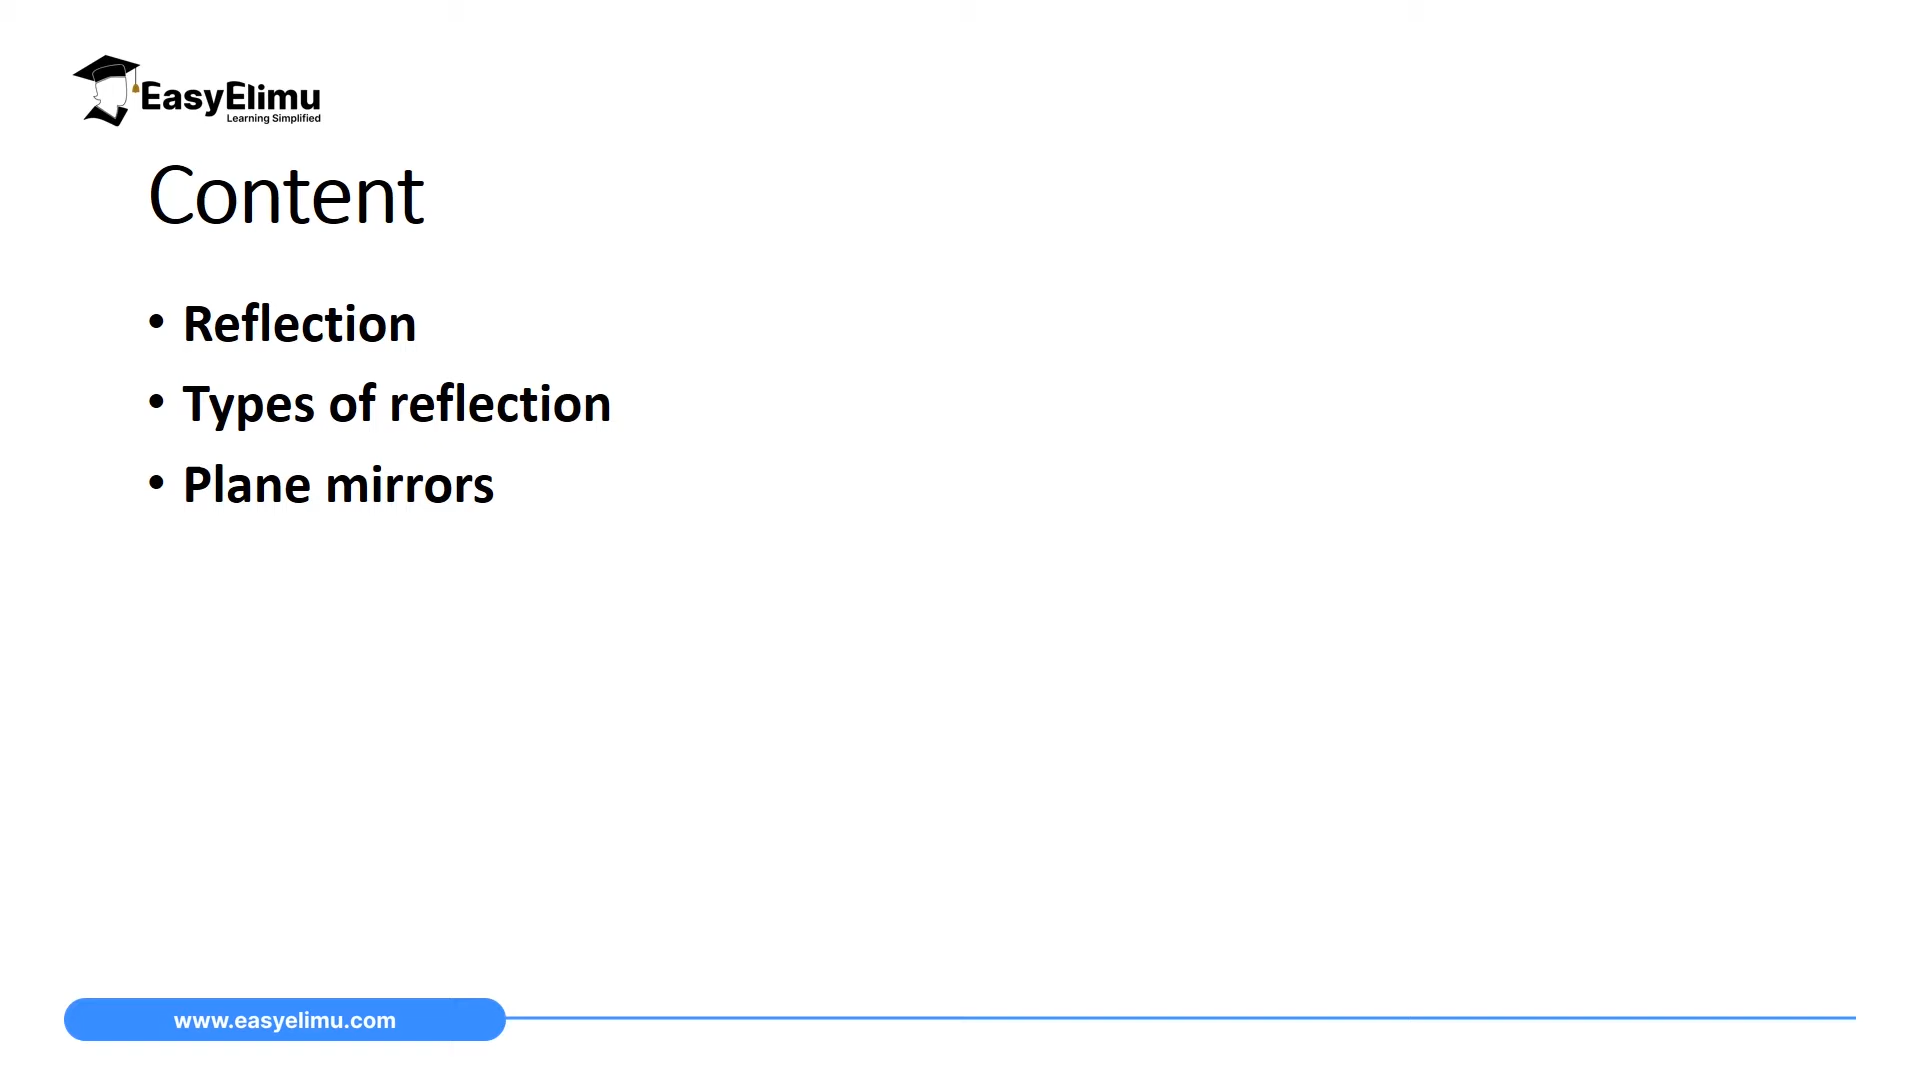 EasyElimu
Learning Simplified
Content
• Reflection
• Types of reflection
• Plane mirrors
www.easyelimu.com